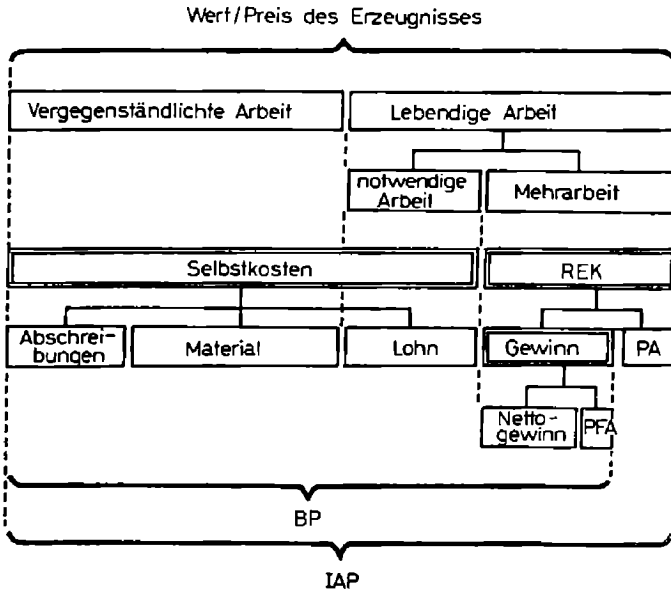 Wert/Preis des Erzeugnisses
Vergegenständlichte Arbeit
Lebendige Arbeit
notwendige
Arbeit
Mehrarbeit
Selbstkosten
REK
Abschrei-
bungen
Material
Lohn
Gewinn
PA
Netto-
gewinn
PFA
BP
IAP